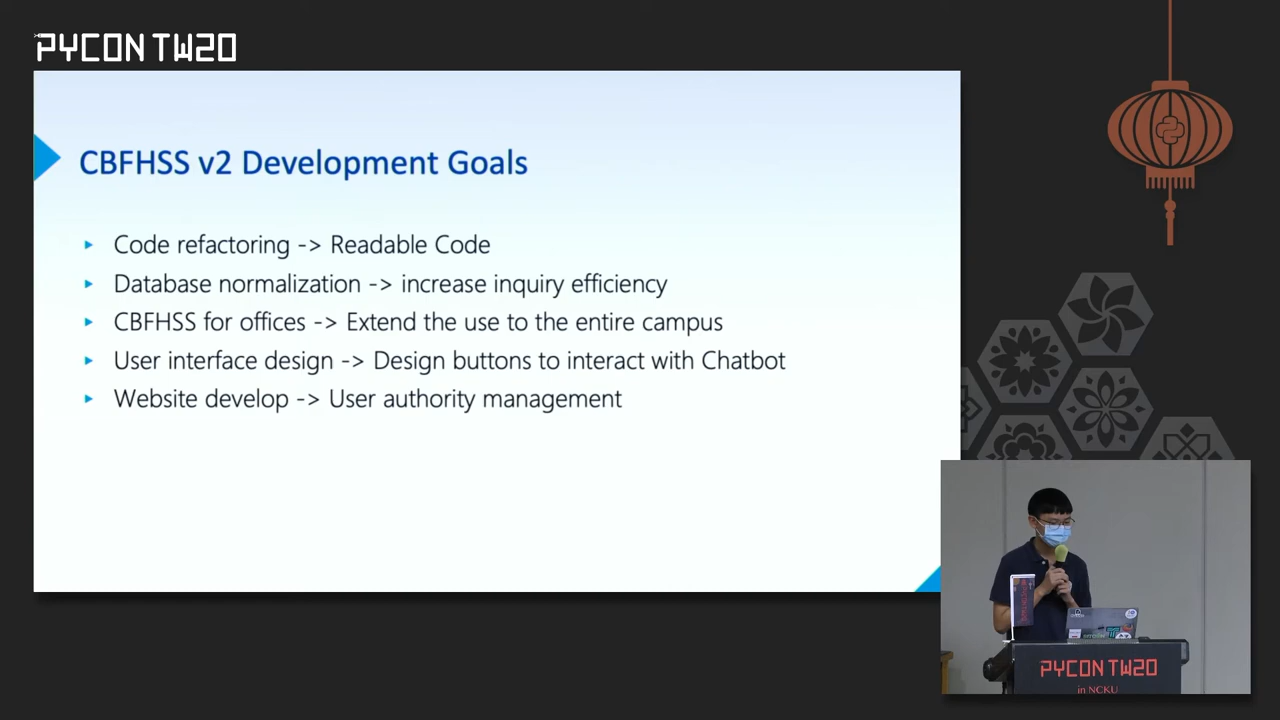 PYCON TW20
CBFHSS v2 Development Goals
Code refactoring -> Readable Code
Database normalization -> increase inquiry efficiency
CBFHSS for offices -> Extend the use to the entire campus
User interface design -> Design buttons to interact with Chatbot
Website develop -> User authority management
PYCON TW20
in NCKU